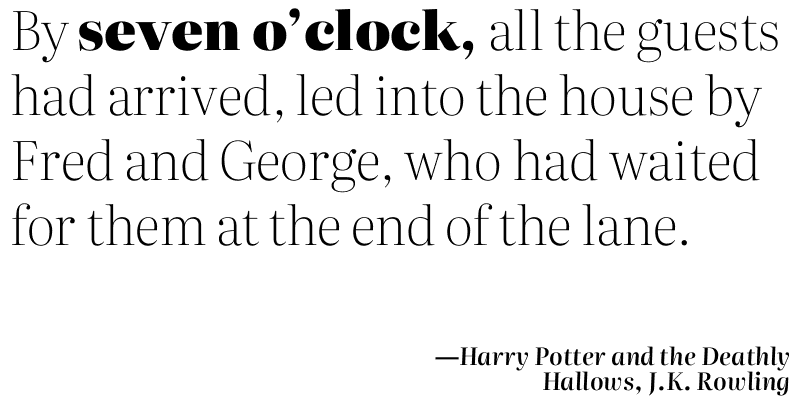 By seven o’clock, all the guests
had arrived, led into the house by
Fred and George, who had waited
for them at the end of the lane.
—Harry Potter and the Deathly
Hallows, J.K. Rowling